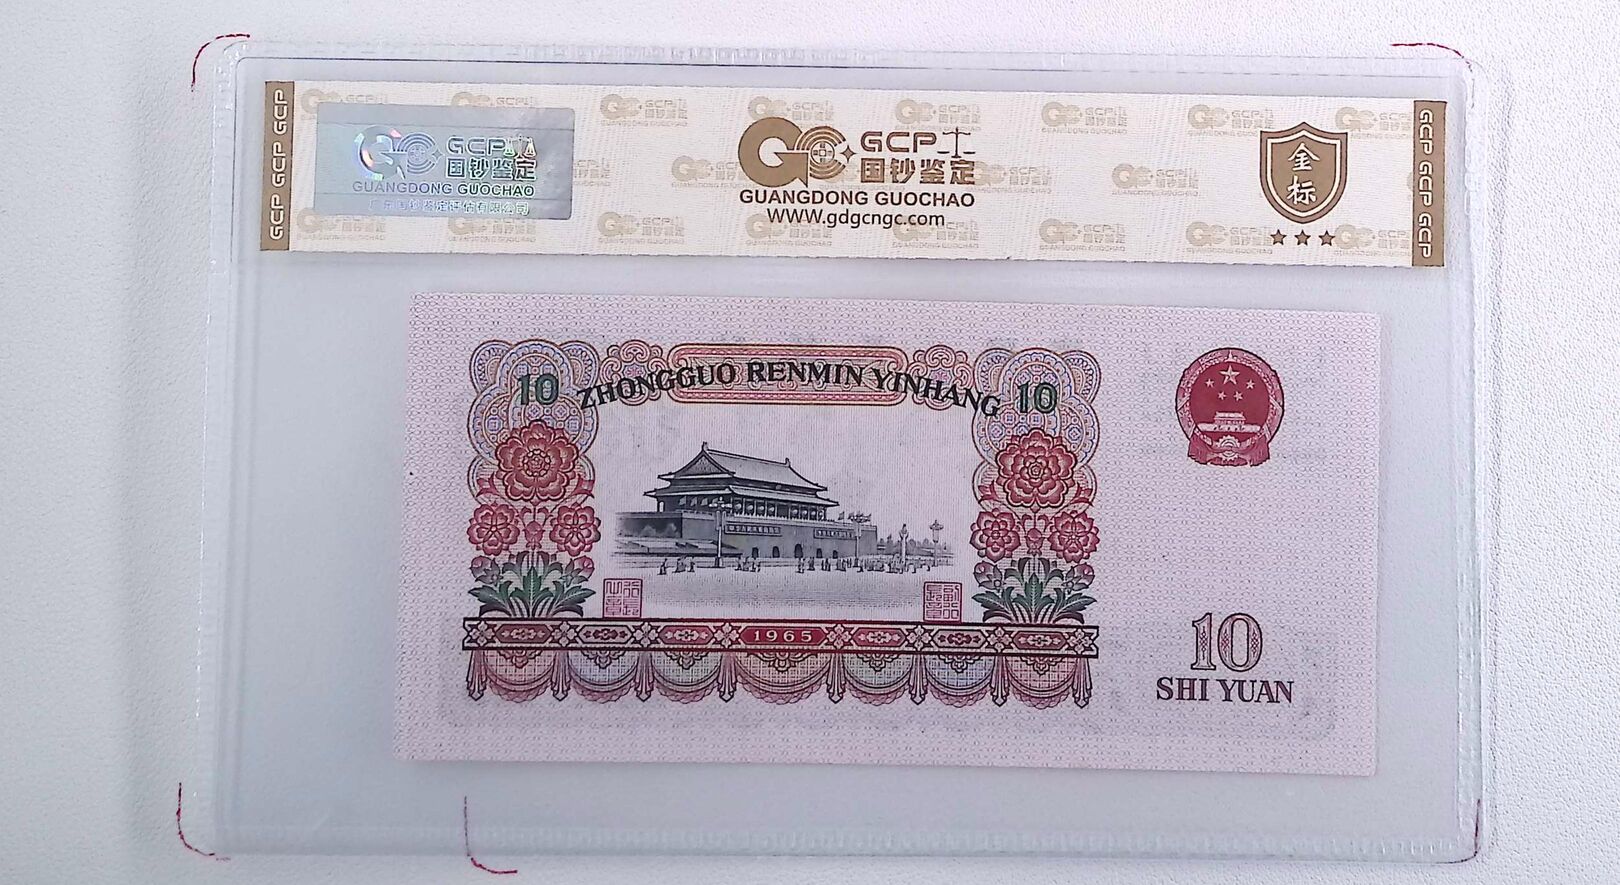 GCP GCP GCP
GCP
国钞鉴定
GUANGDONG GUOCHAO
GCP
国钞鉴定
GUANGDONG GUOCHAO
WWW.gdgcngc.com
金标
GCP GCP GCP
10 ZHONGGUO RENMIN YINHANG 10
1965
10
SHI YUAN